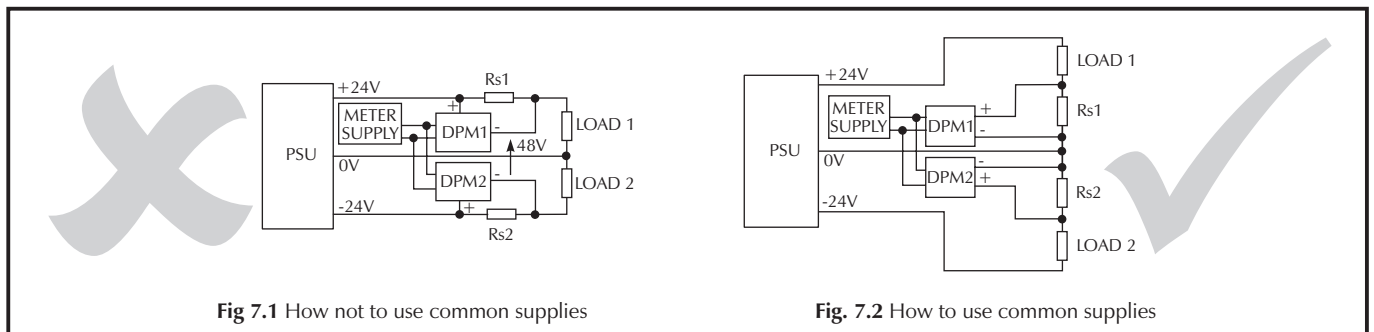 +24V
Rs1
METER
SUPPLY
+
DPM1
-
LOAD 1
48V
PSU
0V
DPM2
-
LOAD 2
-24V
+
Rs2
Fig 7.1 How not to use common supplies
+24V
LOAD 1
METER
SUPPLY
+
Rs1
DPM1
-
PSU
0V
-
DPM2
+
Rs2
-24V
LOAD 2
Fig. 7.2 How to use common supplies